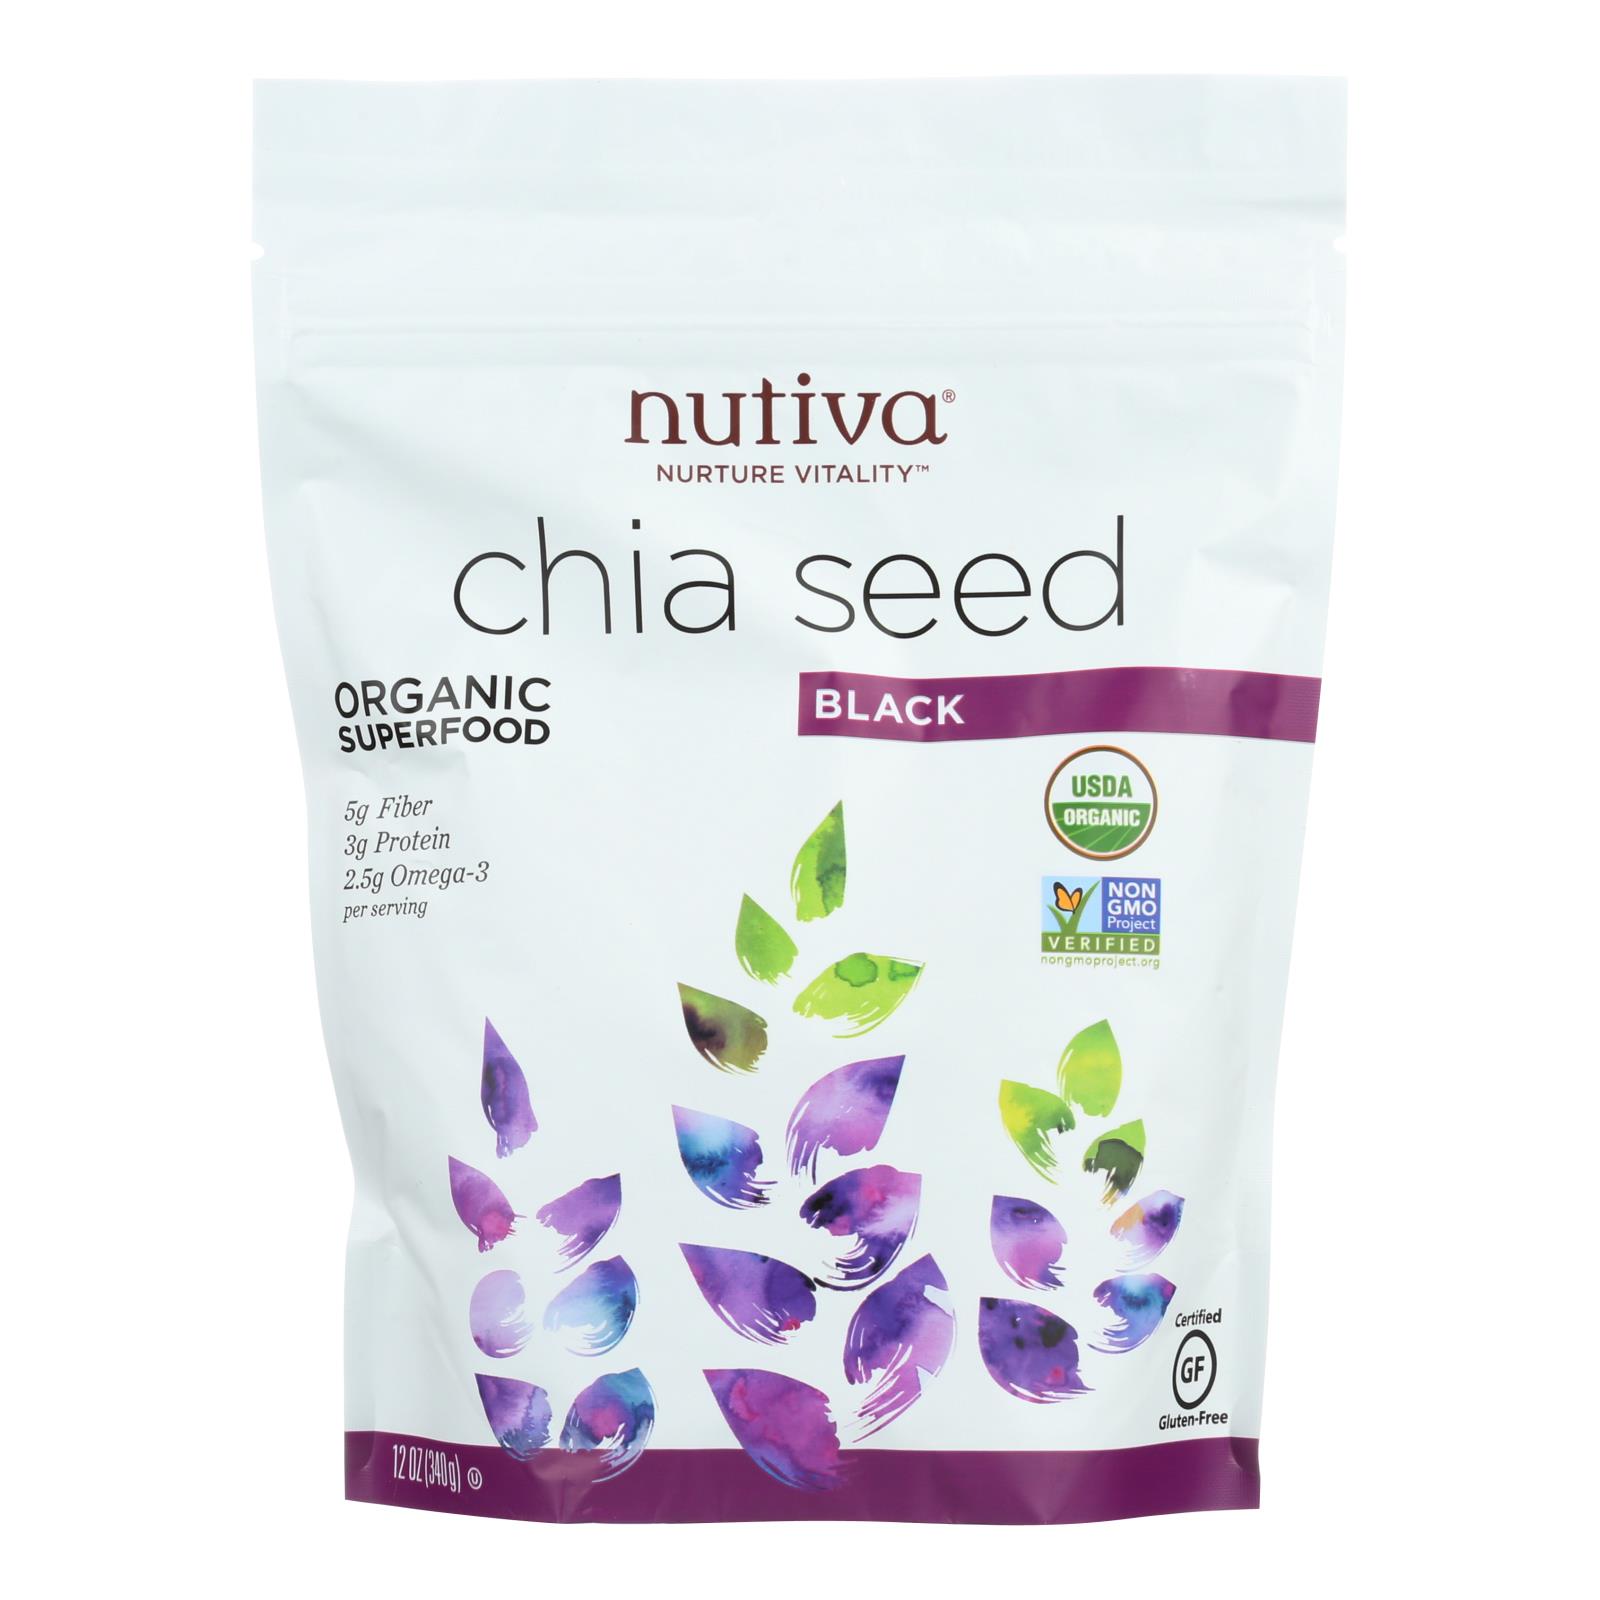 nutiva®
NURTURE VITALITY™
chia seed
BLACK
ORGANIC
SUPERFOOD
5g Fiber
3g Protein
2.5g Omega-3
per serving
USDA
ORGANIC
NON
GMO
Project
VERIFIED
nongmoproject.org
Certified
GF
Gluten-Free
12 OZ (340g) Ⓤ